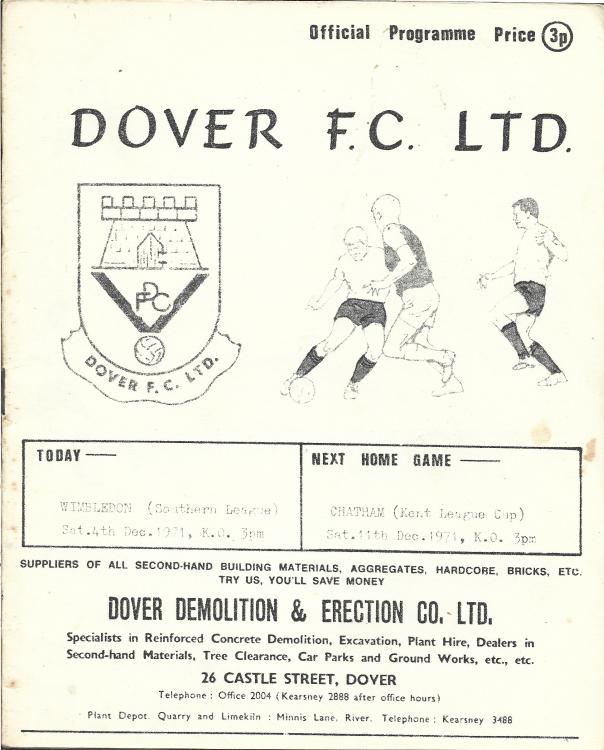 Official Programme Price 3p
DOVER F.C. LTD.
FDC
DOVER F.C. LTD.
TODAY —
WIMBLEDON (Southern League)
Sat.4th Dec.1971, K.O. 3pm
NEXT HOME GAME —
CHATHAM (Kent League Cup)
Sat.11th Dec.1971, K.O. 3pm
SUPPLIERS OF ALL SECOND-HAND BUILDING MATERIALS, AGGREGATES, HARDCORE, BRICKS, ETC.
TRY US, YOU'LL SAVE MONEY
DOVER DEMOLITION & ERECTION CO. LTD.
Specialists in Reinforced Concrete Demolition, Excavation, Plant Hire, Dealers in
Second-hand Materials, Tree Clearance, Car Parks and Ground Works, etc., etc.
26 CASTLE STREET, DOVER
Telephone : Office 2004 (Kearsney 2888 after office hours)
Plant Depot, Quarry and Limekiln : Minnis Lane, River. Telephone : Kearsney 3488